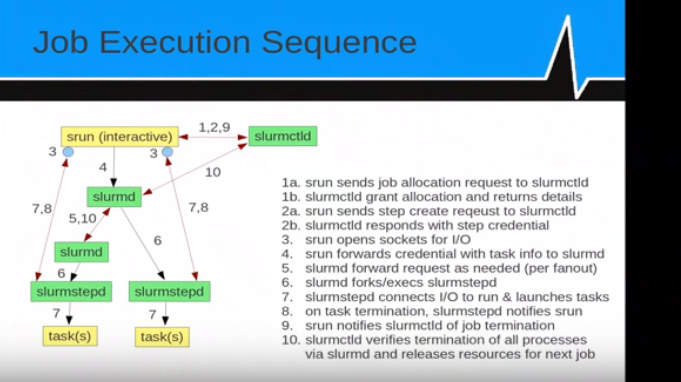 Job Execution Sequence
srun (interactive)
1,2,9
slurmctld
3
3
4
10
slurmd
7,8
5,10
7,8
slurmd
6
6
slurmstepd
slurmstepd
7
7
task(s)
task(s)
1a. srun sends job allocation request to slurmctld
1b. slurmctld grant allocation and returns details
2a. srun sends step create reqeust to slurmctld
2b. slurmctld responds with step credential
3. srun opens sockets for I/O
4. srun forwards credential with task info to slurmd
5. slurmd forward request as needed (per fanout)
6. slurmd forks/execs slurmstepd
7. slurmstepd connects I/O to run & launches tasks
8. on task termination, slurmstepd notifies srun
9. srun notifies slurmctld of job termination
10. slurmctld verifies termination of all processes
via slurmd and releases resources for next job